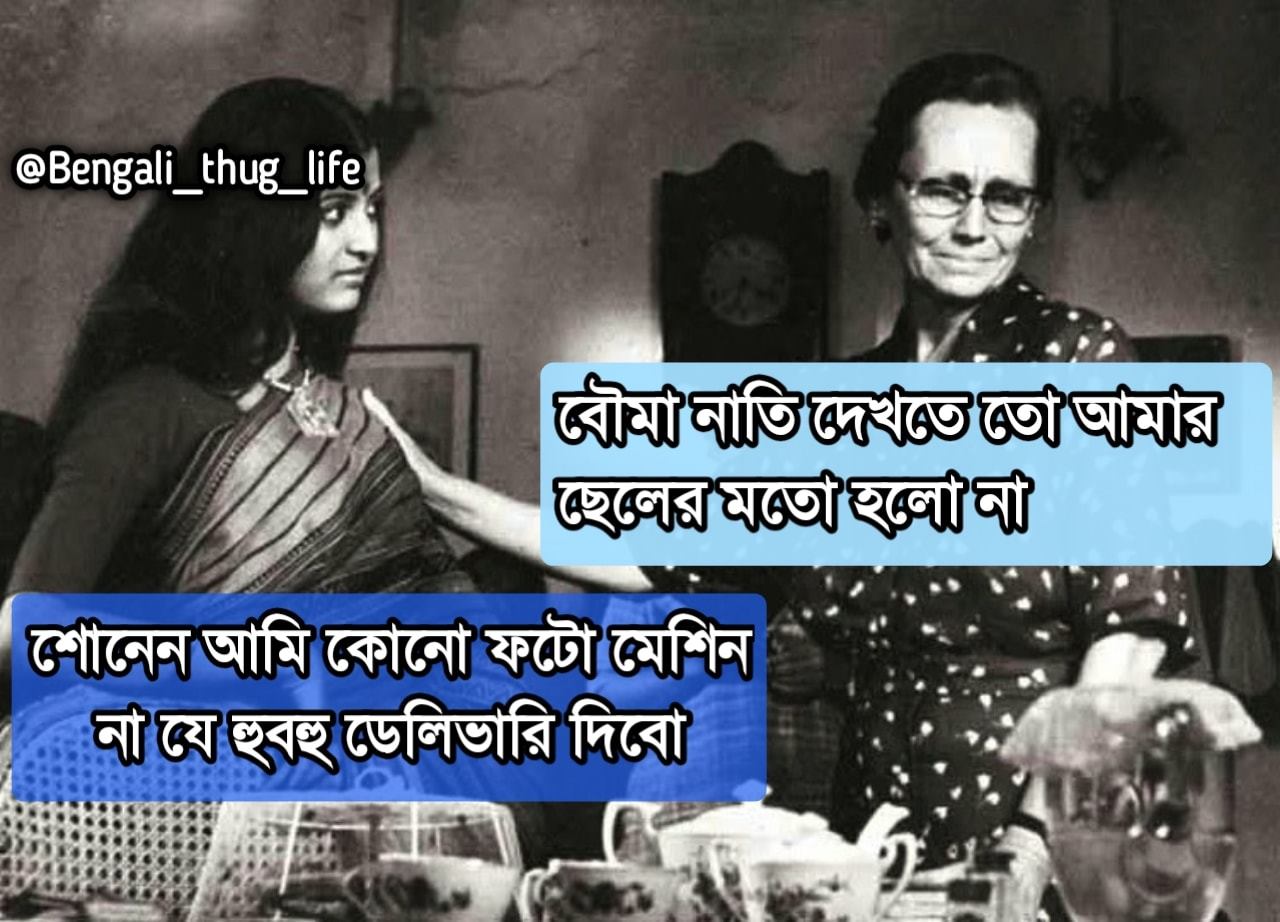 @Bengali_thug_life
বৌমা নাতি দেখতে তো আমার
ছেলের মতো হলো না
শোনেন আমি কোনো ফটো মেশিন
না যে হুবহু ডেলিভারি দিবো